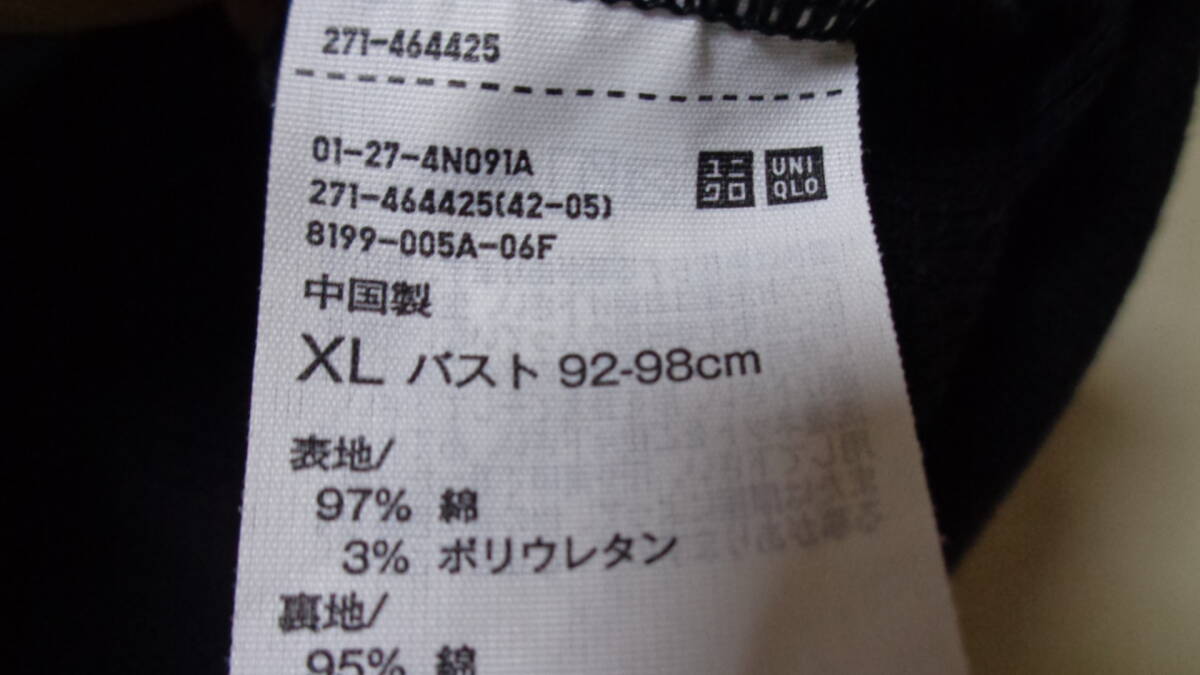 271-464425
01-27-4N091A
271-464425(42-05)
8199-005A-06F
ユニ
クロ
UNI
QLO
中国製
XL バスト 92-98cm
表地/
97% 綿
3% ポリウレタン
裏地/
95% 綿